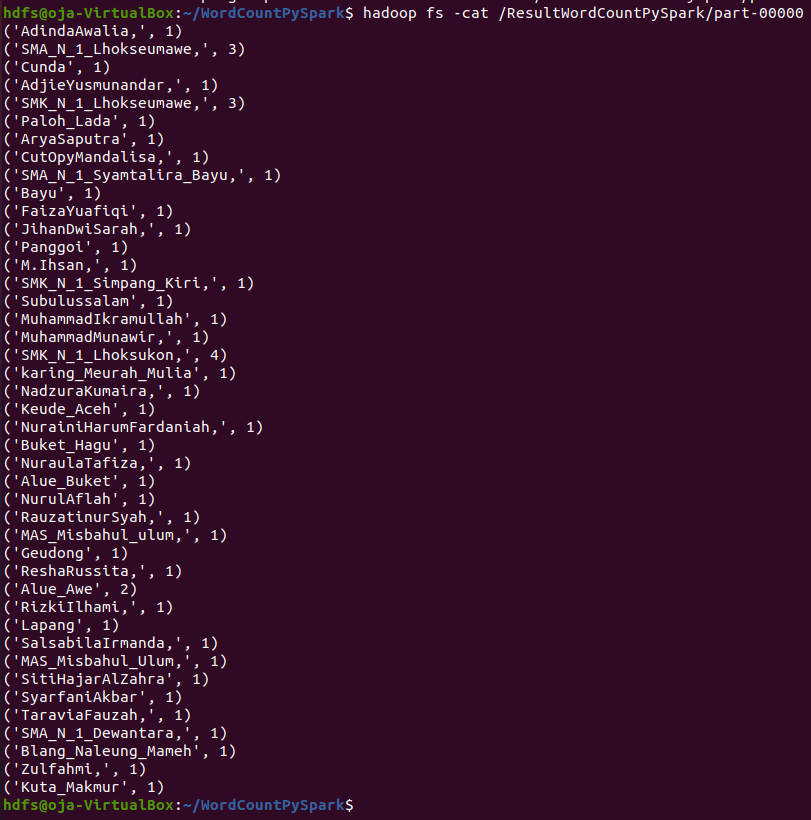 hdfs@oja-VirtualBox:~/WordCountPySpark$ hadoop fs -cat /ResultWordCountPySpark/part-00000
('AdindaAwalia,', 1)
('SMA_N_1_Lhokseumawe,', 3)
('Cunda', 1)
('AdjieYusmunandar,', 1)
('SMK_N_1_Lhokseumawe,', 3)
('Paloh_Lada', 1)
('AryaSaputra', 1)
('CutOpyMandalisa,', 1)
('SMA_N_1_Syamtalira_Bayu,', 1)
('Bayu', 1)
('FaizaYuafiqi', 1)
('JihanDwiSarah,', 1)
('Panggoi', 1)
('M.Ihsan,', 1)
('SMK_N_1_Simpang_Kiri,', 1)
('Subulussalam', 1)
('MuhammadIkramullah', 1)
('MuhammadMunawir,', 1)
('SMK_N_1_Lhoksukon,', 4)
('karing_Meurah_Mulia', 1)
('NadzuraKumaira,', 1)
('Keude_Aceh', 1)
('NurainiHarumFardaniah,', 1)
('Buket_Hagu', 1)
('NuraulaTafiza,', 1)
('Alue_Buket', 1)
('NurulAflah', 1)
('RauzatinurSyah,', 1)
('MAS_Misbahul_ulum,', 1)
('Geudong', 1)
('ReshaRussita,', 1)
('Alue_Awe', 2)
('RizkiIlhami,', 1)
('Lapang', 1)
('SalsabilaIrmanda,', 1)
('MAS_Misbahul_Ulum,', 1)
('SitiHajarAlZahra', 1)
('SyarfaniAkbar', 1)
('TaraviaFauzah,', 1)
('SMA_N_1_Dewantara,', 1)
('Blang_Naleung_Mameh', 1)
('Zulfahmi,', 1)
('Kuta_Makmur', 1)
hdfs@oja-VirtualBox:~/WordCountPySpark$